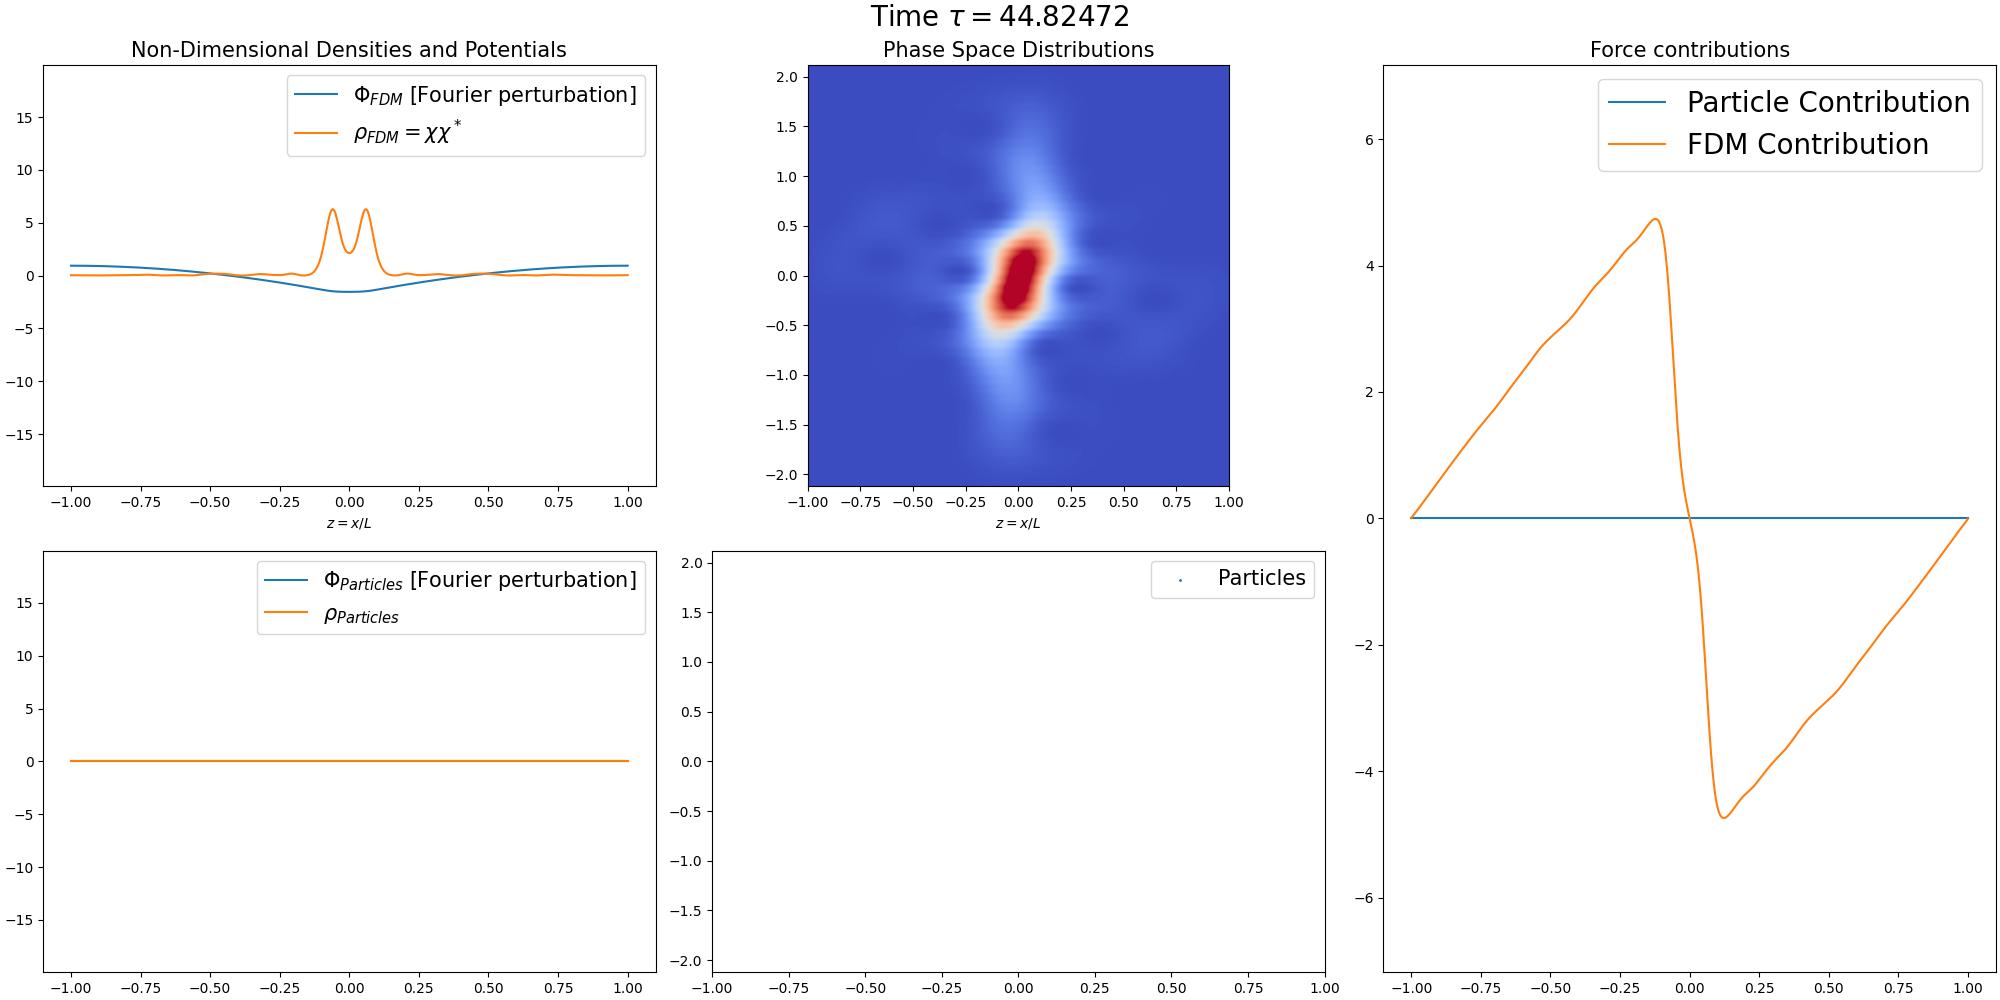 Time τ = 44.82472
Non-Dimensional Densities and Potentials
Φ_FDM [Fourier perturbation]
ρ_FDM = χχ*
15
10
5
0
−5
−10
−15
−1.00 −0.75 −0.50 −0.25 0.00 0.25 0.50 0.75 1.00
z = x/L
Phase Space Distributions
2.0
1.5
1.0
0.5
0.0
−0.5
−1.0
−1.5
−2.0
−1.00 −0.75 −0.50 −0.25 0.00 0.25 0.50 0.75 1.00
z = x/L
Force contributions
Particle Contribution
FDM Contribution
6
4
2
0
−2
−4
−6
−1.00 −0.75 −0.50 −0.25 0.00 0.25 0.50 0.75 1.00
Φ_Particles [Fourier perturbation]
ρ_Particles
15
10
5
0
−5
−10
−15
−1.00 −0.75 −0.50 −0.25 0.00 0.25 0.50 0.75 1.00
Particles
2.0
1.5
1.0
0.5
0.0
−0.5
−1.0
−1.5
−2.0
−1.00 −0.75 −0.50 −0.25 0.00 0.25 0.50 0.75 1.00